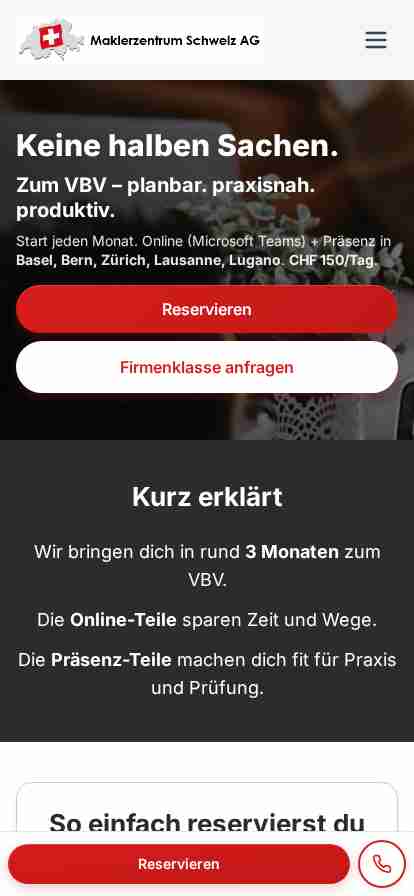 Maklerzentrum Schweiz AG
Keine halben Sachen.
Zum VBV – planbar. praxisnah.
produktiv.
Start jeden Monat. Online (Microsoft Teams) + Präsenz in
Basel, Bern, Zürich, Lausanne, Lugano. CHF 150/Tag.
Reservieren
Firmenklasse anfragen
Kurz erklärt
Wir bringen dich in rund 3 Monaten zum
VBV.
Die Online-Teile sparen Zeit und Wege.
Die Präsenz-Teile machen dich fit für Praxis
und Prüfung.
So einfach reservierst du
Reservieren